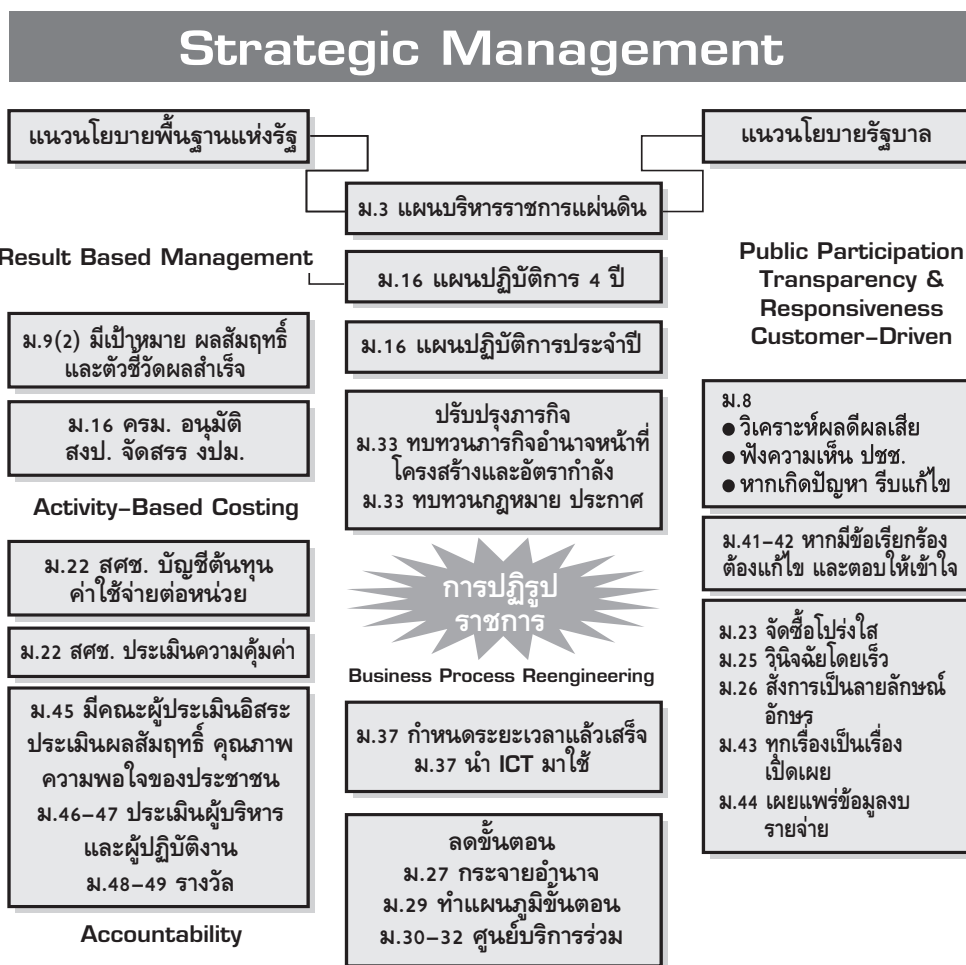 Strategic Management
แนวนโยบายพื้นฐานแห่งรัฐ
แนวนโยบายรัฐบาล
ม.3 แผนบริหารราชการแผ่นดิน
Result Based Management
ม.16 แผนปฏิบัติการ 4 ปี
ม.16 แผนปฏิบัติการประจำปี
ม.9(2) มีเป้าหมาย ผลสัมฤทธิ์
และตัวชี้วัดผลสำเร็จ
ม.16 ครม. อนุมัติ
สงป. จัดสรร งปม.
Activity-Based Costing
ม.22 สศช. บัญชีต้นทุน
ค่าใช้จ่ายต่อหน่วย
ม.22 สศช. ประเมินความคุ้มค่า
ม.45 มีคณะผู้ประเมินอิสระ
ประเมินผลสัมฤทธิ์ คุณภาพ
ความพอใจของประชาชน
ม.46-47 ประเมินผู้บริหาร
และผู้ปฏิบัติงาน
ม.48-49 รางวัล
Accountability
ปรับปรุงภารกิจ
ม.33 ทบทวนภารกิจอำนาจหน้าที่
โครงสร้างและอัตรากำลัง
ม.33 ทบทวนกฎหมาย ประกาศ
การปฏิรูป
ราชการ
Business Process Reengineering
ม.37 กำหนดระยะเวลาแล้วเสร็จ
ม.37 นำ ICT มาใช้
ลดขั้นตอน
ม.27 กระจายอำนาจ
ม.29 ทำแผนภูมิขั้นตอน
ม.30-32 ศูนย์บริการร่วม
Public Participation
Transparency &
Responsiveness
Customer-Driven
ม.8
● วิเคราะห์ผลดีผลเสีย
● ฟังความเห็น ปชช.
● หากเกิดปัญหา รีบแก้ไข
ม.41-42 หากมีข้อเรียกร้อง
ต้องแก้ไข และตอบให้เข้าใจ
ม.23 จัดซื้อโปร่งใส
ม.25 วินิจฉัยโดยเร็ว
ม.26 สั่งการเป็นลายลักษณ์
อักษร
ม.43 ทุกเรื่องเป็นเรื่อง
เปิดเผย
ม.44 เผยแพร่ข้อมูลงบ
รายจ่าย